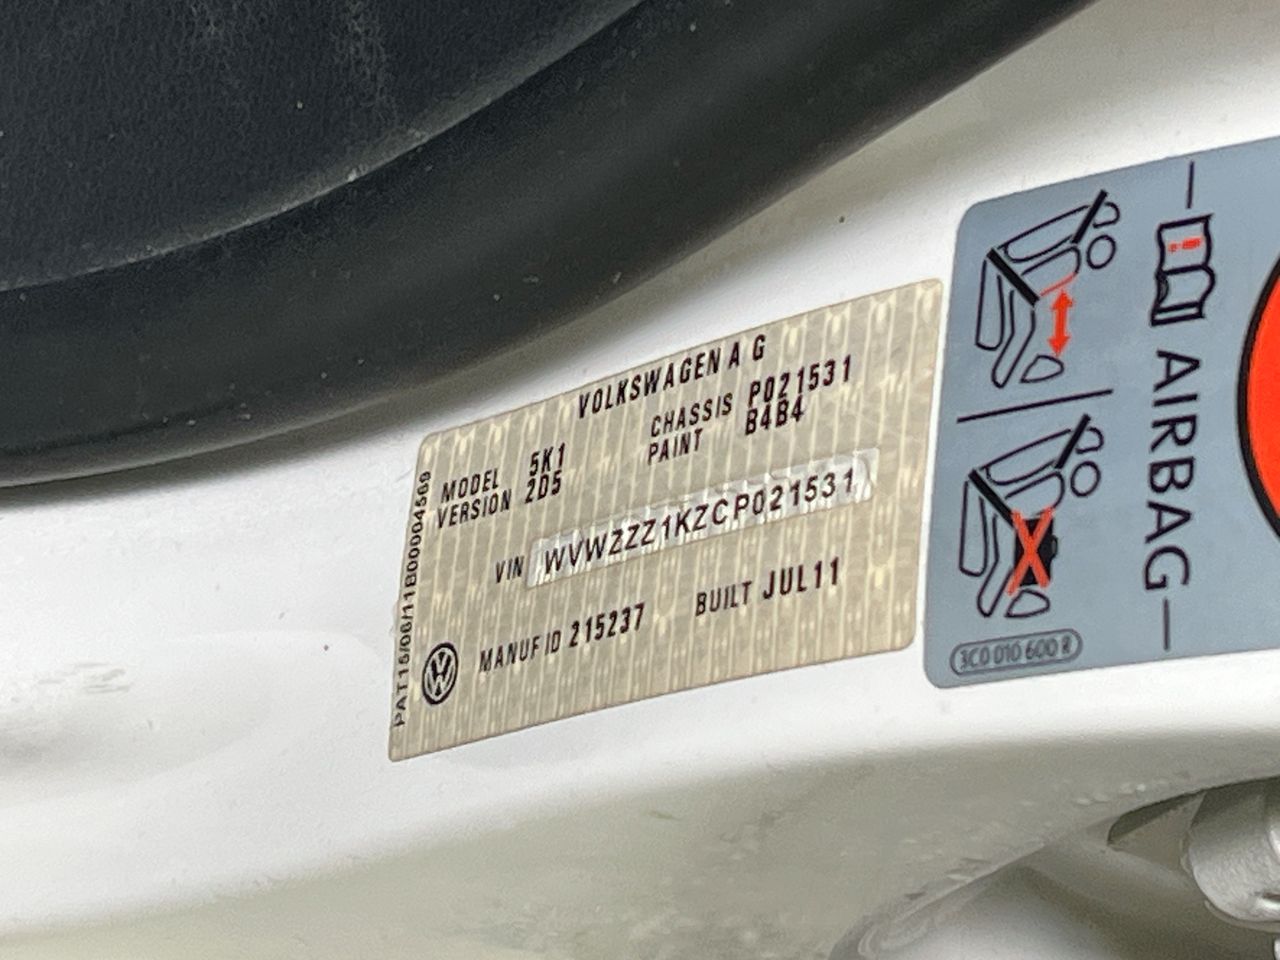 VOLKSWAGEN A G
MODEL 5K1 CHASSIS P021531
VERSION 2D5 PAINT B4B4
VIN WVWZZZ1KZCP021531
MANUF ID 215237 BUILT JUL11
PAT15/06/11B00004569
AIRBAG
3C0 010 600 R